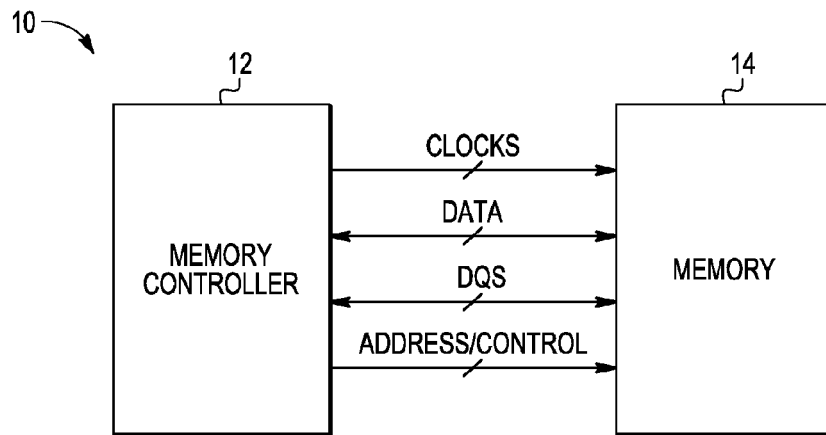 10
12
14
CLOCKS
DATA
MEMORY
CONTROLLER
DQS
MEMORY
ADDRESS/CONTROL